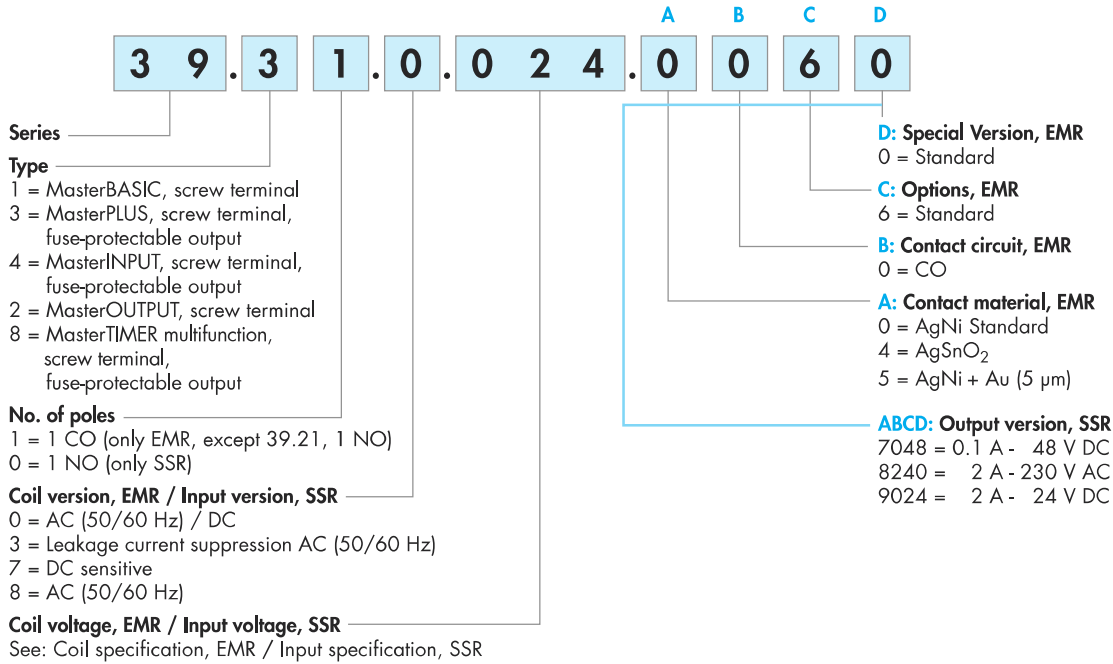 A B C D
3 9 . 3 1 . 0 . 0 2 4 . 0 0 6 0
Series
Type
1 = MasterBASIC, screw terminal
3 = MasterPLUS, screw terminal,
fuse-protectable output
4 = MasterINPUT, screw terminal,
fuse-protectable output
2 = MasterOUTPUT, screw terminal
8 = MasterTIMER multifunction,
screw terminal,
fuse-protectable output
No. of poles
1 = 1 CO (only EMR, except 39.21, 1 NO)
0 = 1 NO (only SSR)
Coil version, EMR / Input version, SSR
0 = AC (50/60 Hz) / DC
3 = Leakage current suppression AC (50/60 Hz)
7 = DC sensitive
8 = AC (50/60 Hz)
Coil voltage, EMR / Input voltage, SSR
See: Coil specification, EMR / Input specification, SSR
D: Special Version, EMR
0 = Standard
C: Options, EMR
6 = Standard
B: Contact circuit, EMR
0 = CO
A: Contact material, EMR
0 = AgNi Standard
4 = AgSnO₂
5 = AgNi + Au (5 µm)
ABCD: Output version, SSR
7048 = 0.1 A - 48 V DC
8240 = 2 A - 230 V AC
9024 = 2 A - 24 V DC